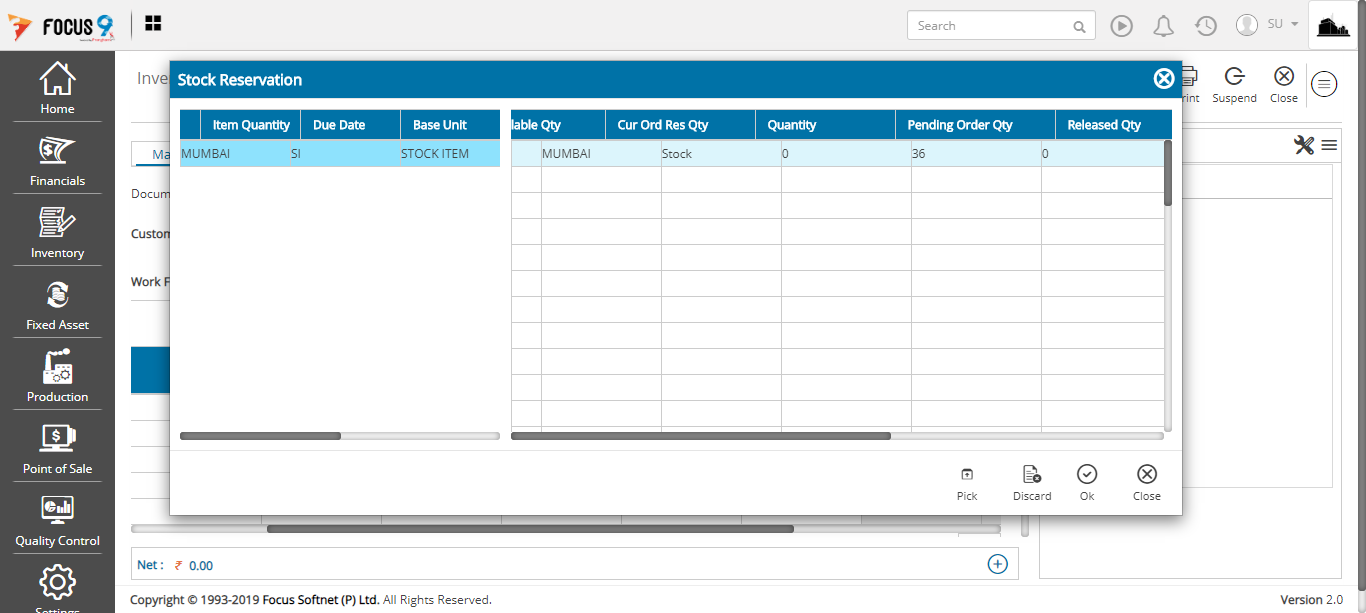 FOCUS 9
Search
SU
Home
Financials
Inventory
Fixed Asset
Production
Point of Sale
Quality Control
Settings
Inve
rint
Suspend
Close
Ma
Docum
Custom
Work F
Stock Reservation
Item Quantity Due Date Base Unit
MUMBAI SI STOCK ITEM
lable Qty Cur Ord Res Qty Quantity Pending Order Qty Released Qty
MUMBAI Stock 0 36 0
Pick Discard Ok Close
Net : ₹ 0.00
Copyright © 1993-2019 Focus Softnet (P) Ltd. All Rights Reserved.
Version 2.0